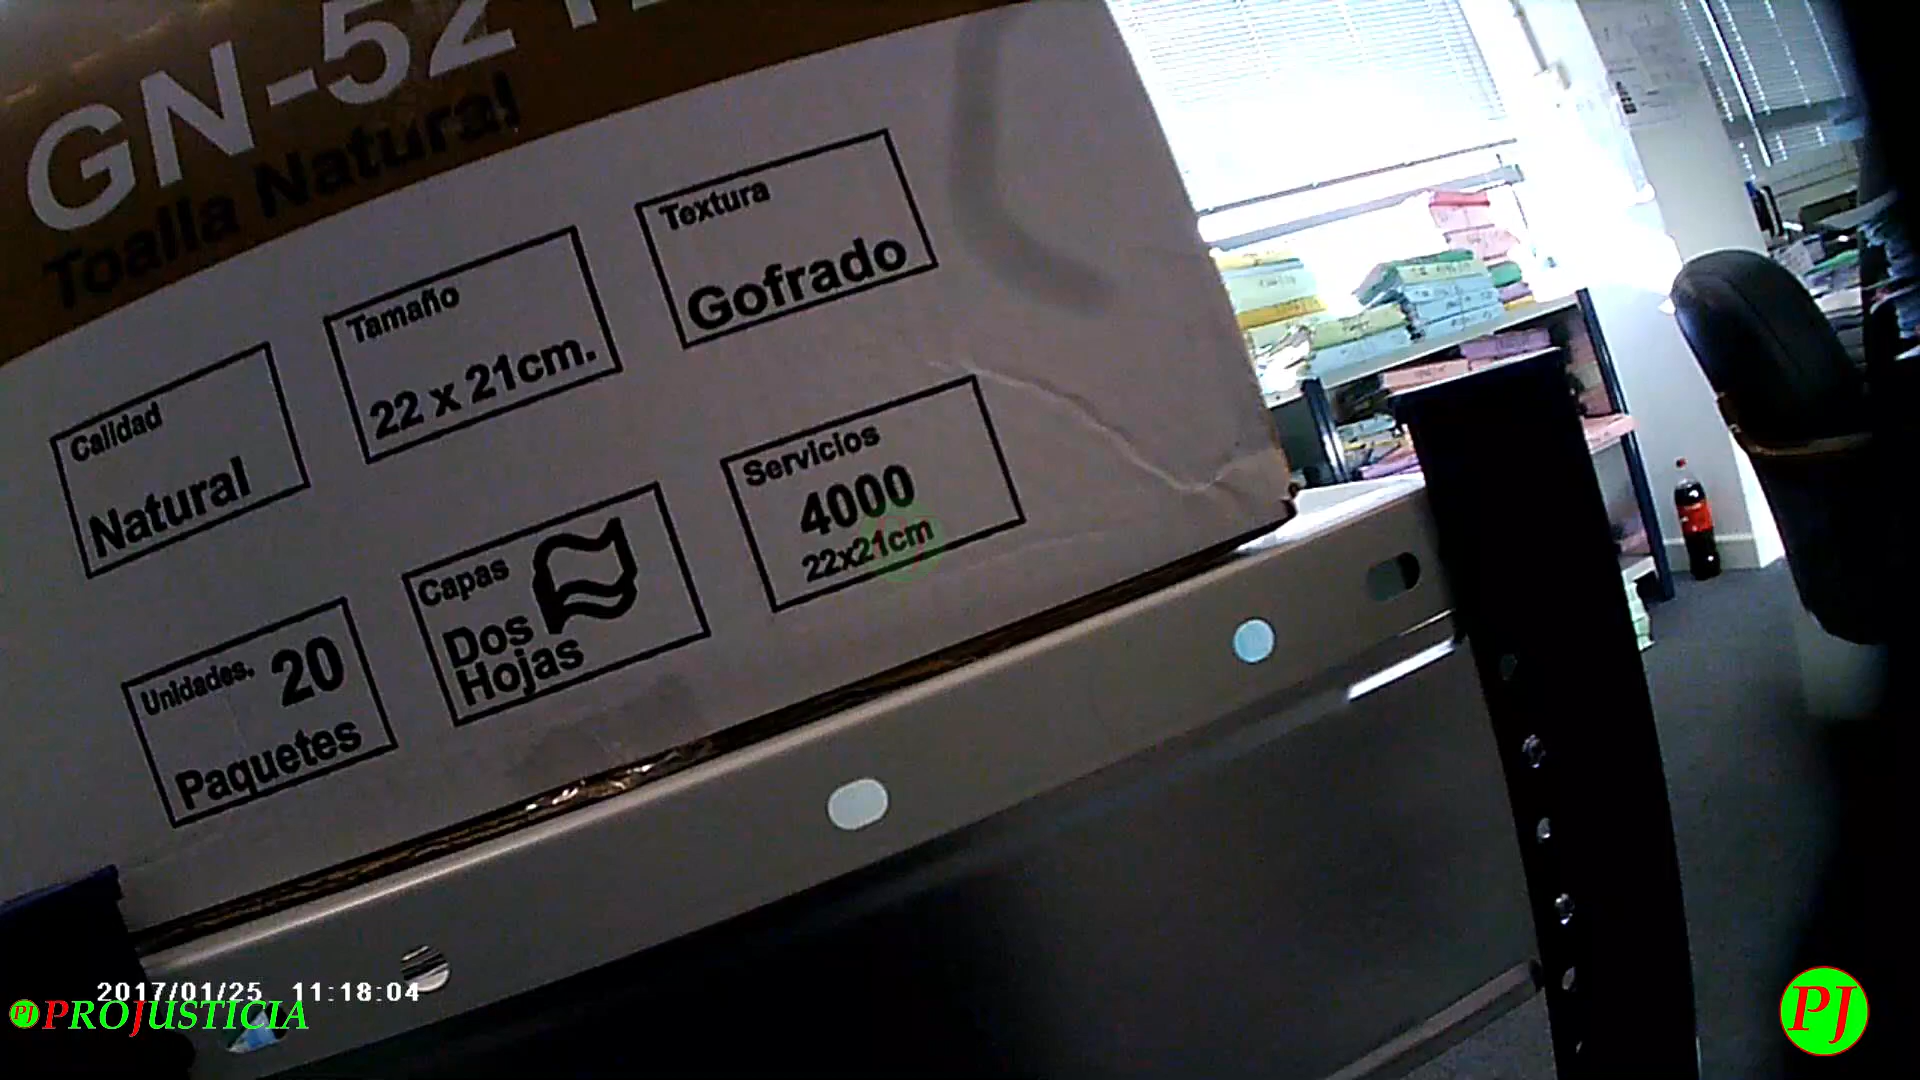 GN-521
Toalla Natural
Calidad
Natural
Tamaño
22 x 21cm.
Textura
Gofrado
Unidades. 20
Paquetes
Capas
Dos
Hojas
Servicios
4000
22x21cm
2017/01/25 11:18:04
PJ PROJUSTICIA
PJ